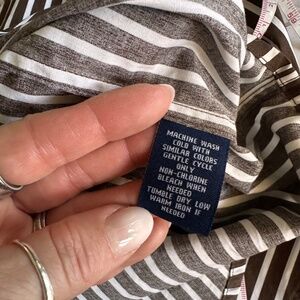 MACHINE WASH
COLD WITH
SIMILAR COLORS
GENTLE CYCLE
ONLY
NON-CHLORINE
BLEACH WHEN
NEEDED
TUMBLE DRY LOW
WARM IRON IF
NEEDED